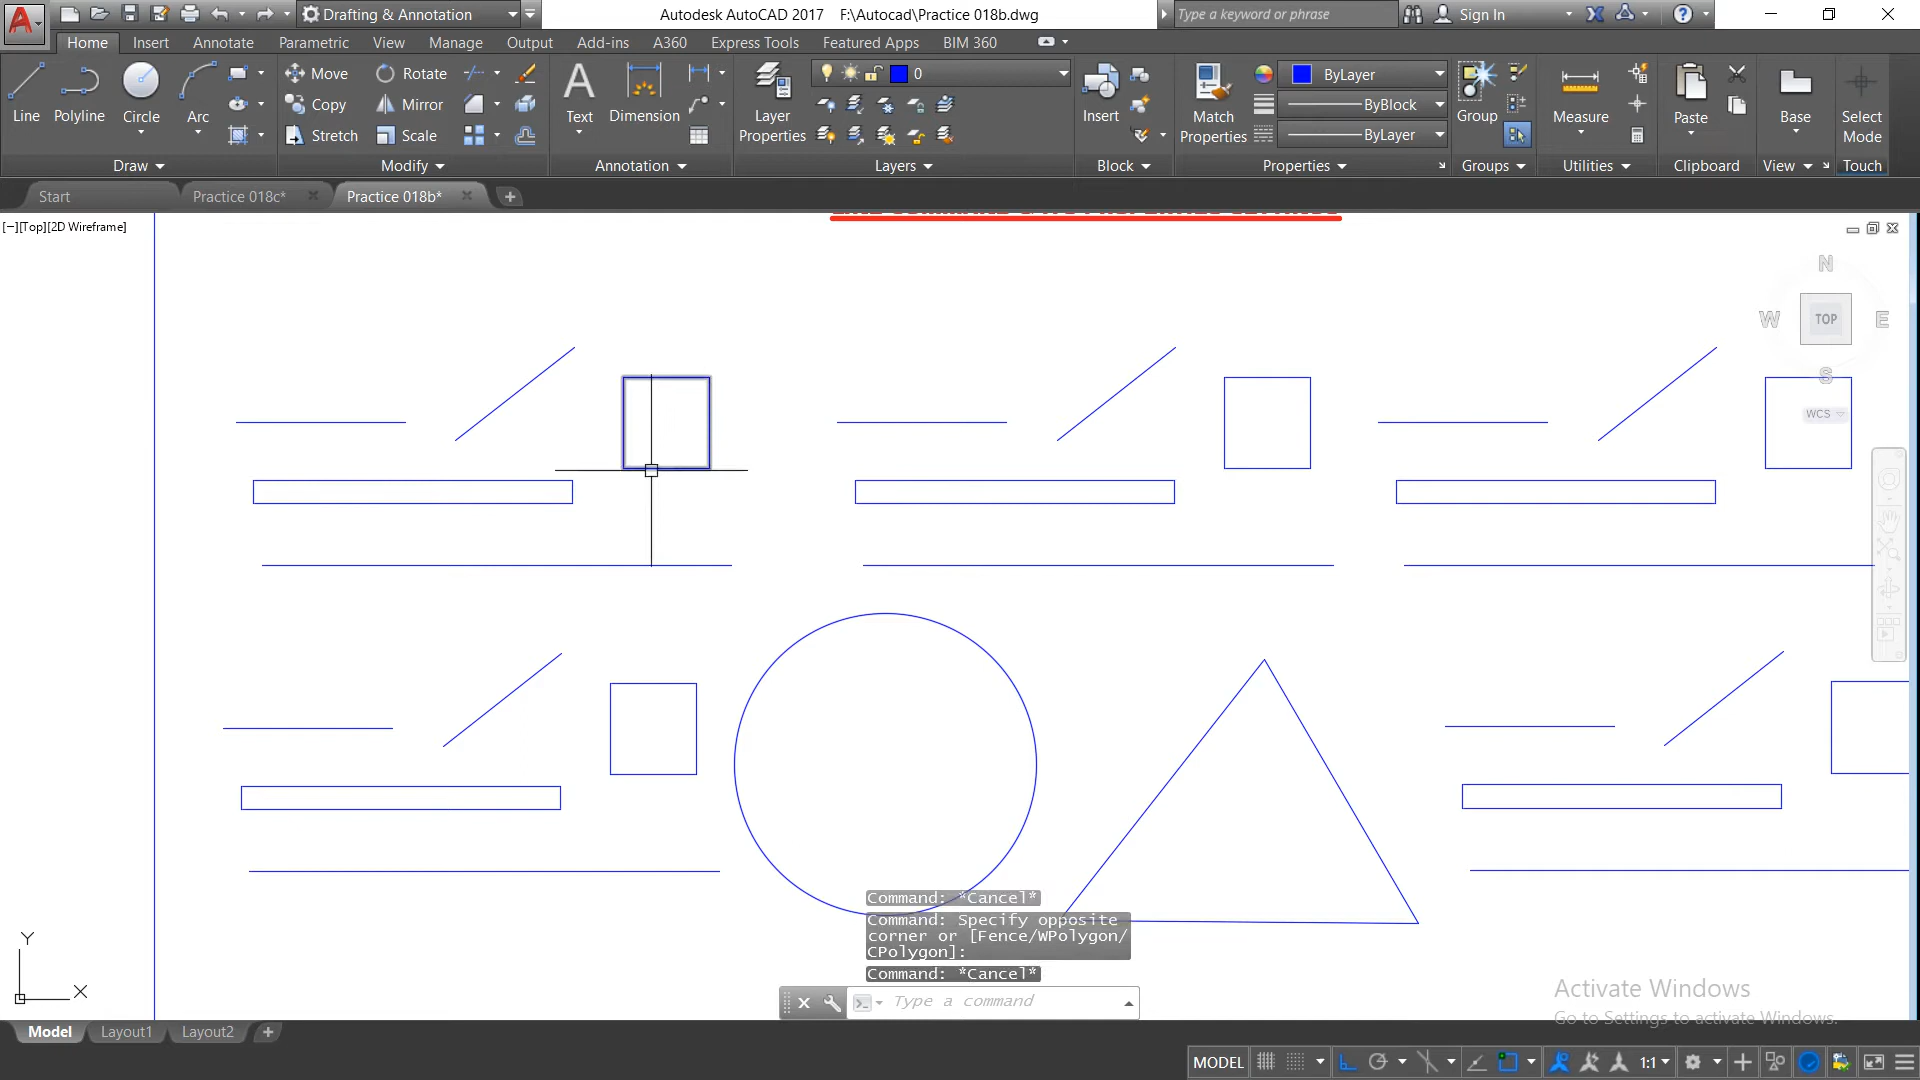 Drafting & Annotation
Autodesk AutoCAD 2017 F:\Autocad\Practice 018b.dwg
Type a keyword or phrase
Sign In
Home Insert Annotate Parametric View Manage Output Add-ins A360 Express Tools Featured Apps BIM 360
Line
Polyline
Circle
Arc
Draw
Move
Rotate
Copy
Mirror
Stretch
Scale
Modify
Text
Dimension
Annotation
Layer
Properties
0
Layers
Insert
Block
Match
Properties
ByLayer
ByBlock
ByLayer
Properties
Group
Groups
Measure
Utilities
Paste
Clipboard
Base
View
Select
Mode
Touch
Start
Practice 018c*
Practice 018b*
[−][Top][2D Wireframe]
N
W
TOP
E
S
WCS
Command: *Cancel*
Command: Specify opposite
corner or [Fence/WPolygon/
CPolygon]:
Command: *Cancel*
Type a command
Y
X
Activate Windows
Go to Settings to activate Windows.
Model Layout1 Layout2
MODEL
1:1